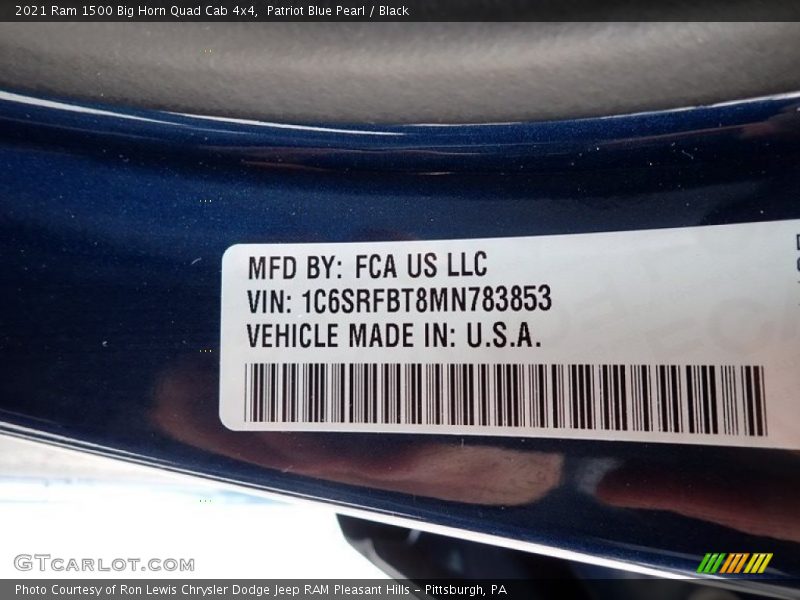 2021 Ram 1500 Big Horn Quad Cab 4x4,  Patriot Blue Pearl / Black
MFD BY: FCA US LLC
VIN: 1C6SRFBT8MN783853
VEHICLE MADE IN: U.S.A.
GTCARLOT.COM
Photo Courtesy of Ron Lewis Chrysler Dodge Jeep RAM Pleasant Hills - Pittsburgh, PA